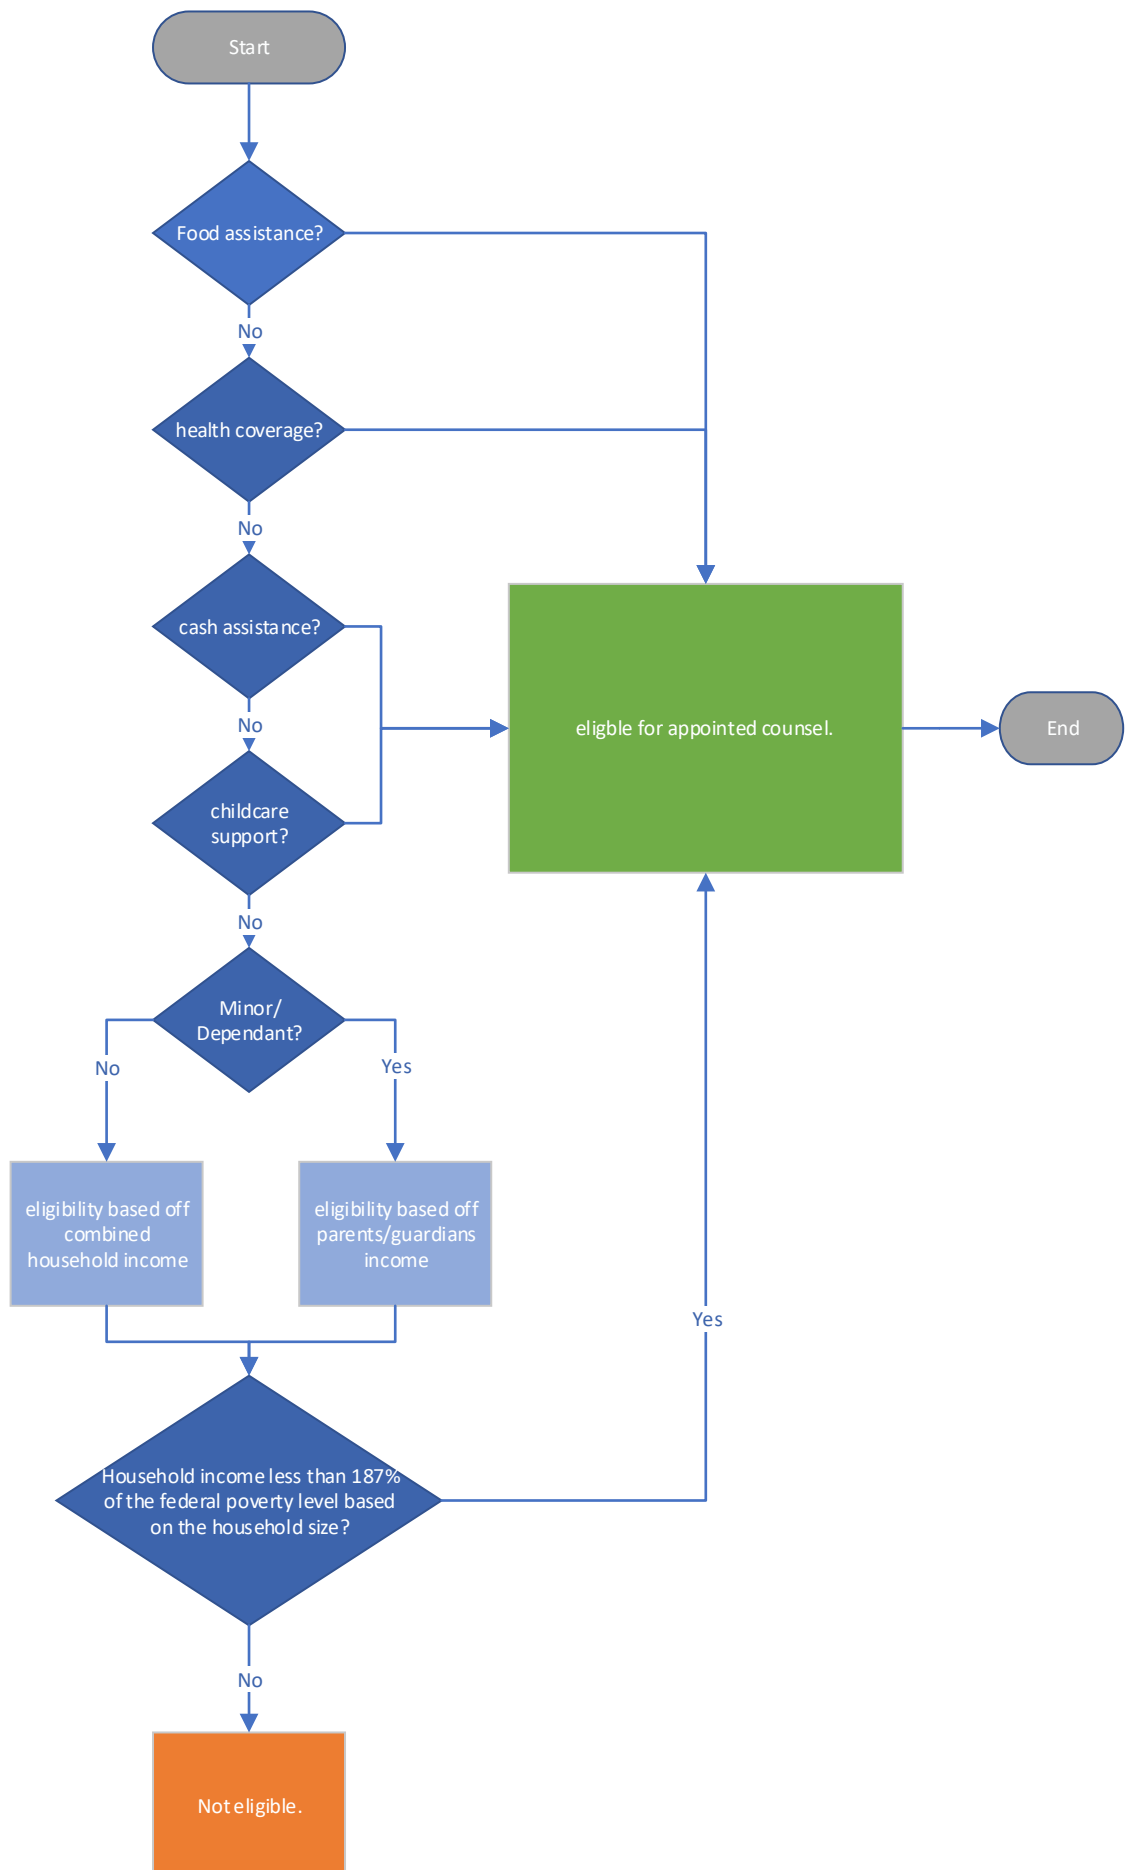 Start
Food assistance?
No
health coverage?
No
cash assistance?
No
eligble for appointed counsel.
End
childcare
support?
No
Minor/
Dependant?
No
Yes
eligibility based off
combined
household income
eligibility based off
parents/guardians
income
Yes
Household income less than 187%
of the federal poverty level based
on the household size?
No
Not eligible.